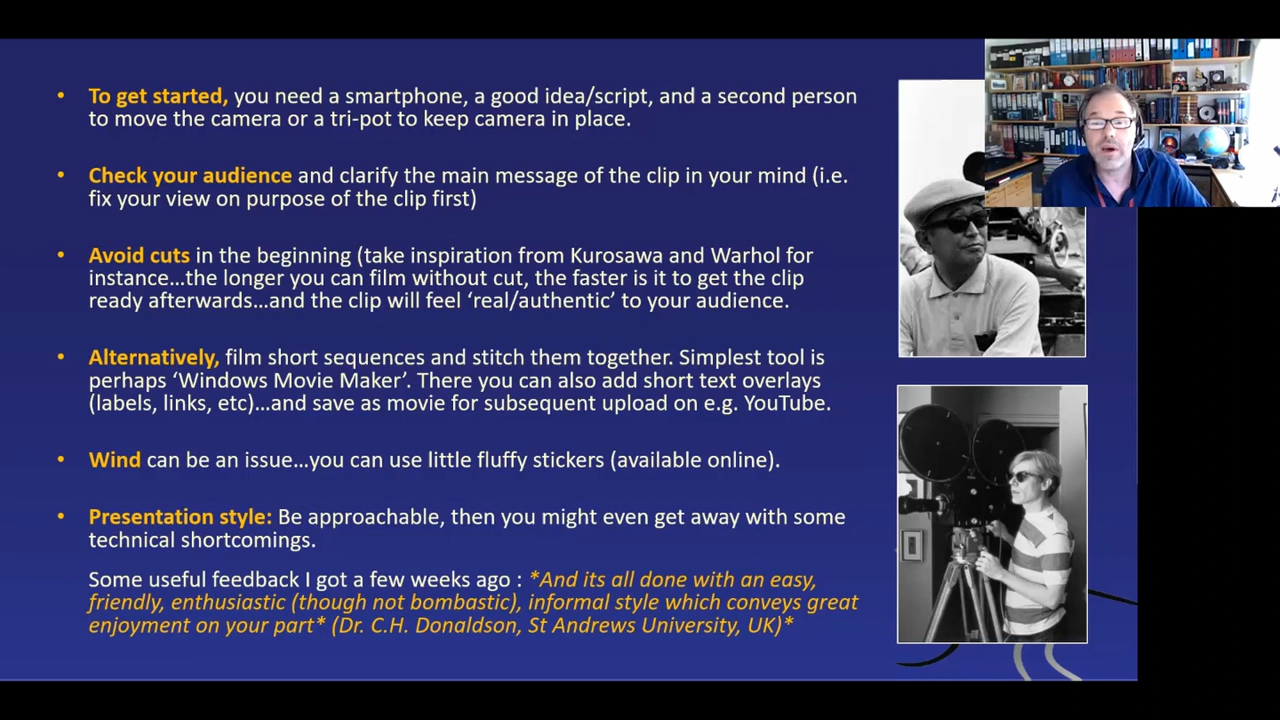 • To get started, you need a smartphone, a good idea/script, and a second person
to move the camera or a tri-pot to keep camera in place.
• Check your audience and clarify the main message of the clip in your mind (i.e.
fix your view on purpose of the clip first)
• Avoid cuts in the beginning (take inspiration from Kurosawa and Warhol for
instance…the longer you can film without cut, the faster is it to get the clip
ready afterwards…and the clip will feel ‘real/authentic’ to your audience.
• Alternatively, film short sequences and stitch them together. Simplest tool is
perhaps ‘Windows Movie Maker’. There you can also add short text overlays
(labels, links, etc)…and save as movie for subsequent upload on e.g. YouTube.
• Wind can be an issue…you can use little fluffy stickers (available online).
• Presentation style: Be approachable, then you might even get away with some
technical shortcomings.
Some useful feedback I got a few weeks ago : *And its all done with an easy,
friendly, enthusiastic (though not bombastic), informal style which conveys great
enjoyment on your part* (Dr. C.H. Donaldson, St Andrews University, UK)*